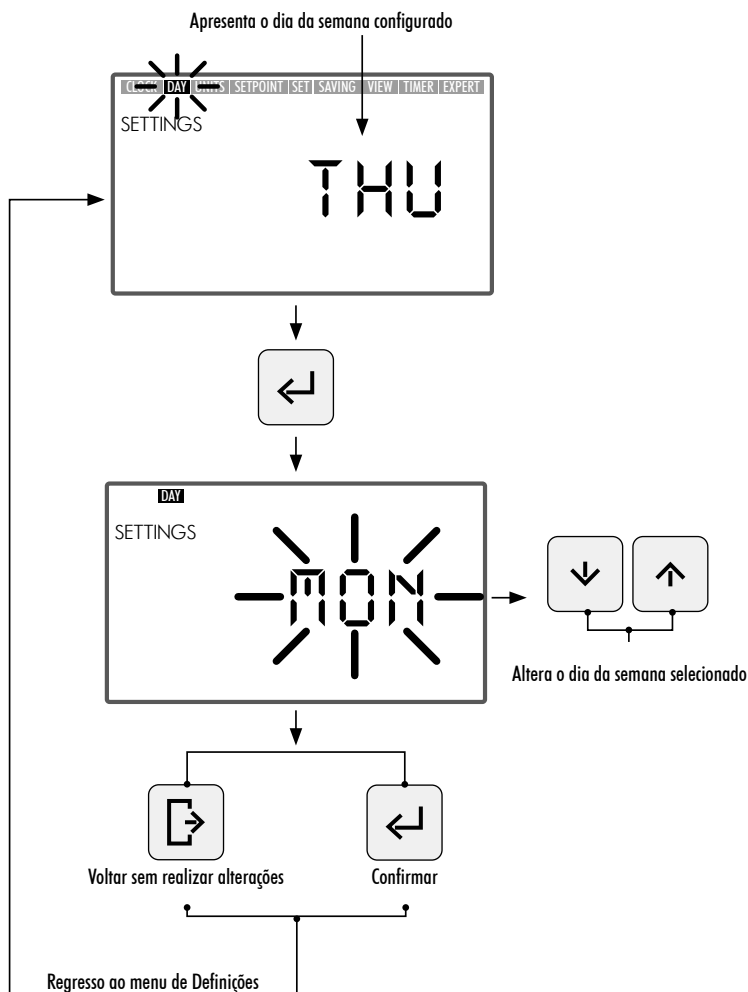 Apresenta o dia da semana configurado
CLOCK DAY UNITS SETPOINT SET SAVING VIEW TIMER EXPERT
SETTINGS
THU
DAY
SETTINGS
MON
Altera o dia da semana selecionado
Voltar sem realizar alterações Confirmar
Regresso ao menu de Definições